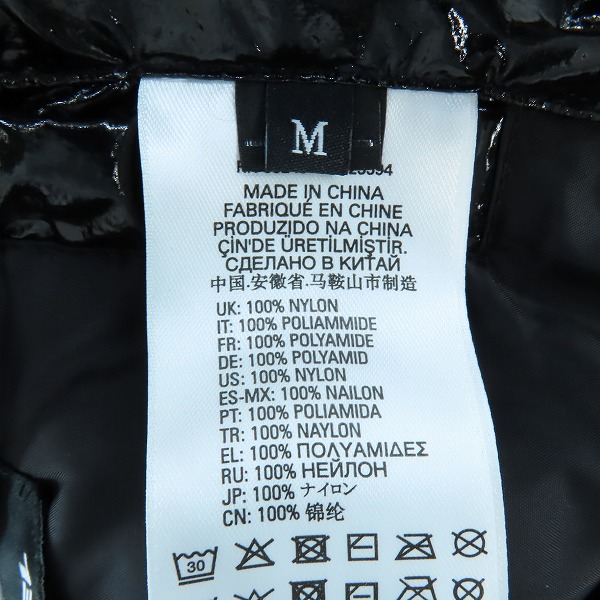 M
MADE IN CHINA
FABRIQUÉ EN CHINE
PRODUZIDO NA CHINA
ÇİN'DE ÜRETİLMİŞTİR.
СДЕЛАНО В КИТАЙ
中国.安徽省.马鞍山市制造
UK: 100% NYLON
IT: 100% POLIAMMIDE
FR: 100% POLYAMIDE
DE: 100% POLYAMID
US: 100% NYLON
ES-MX: 100% NAILON
PT: 100% POLIAMIDA
TR: 100% NAYLON
EL: 100% ΠΟΛΥΑΜΙΔΕΣ
RU: 100% НЕЙЛОН
JP: 100% ナイロン
CN: 100% 锦纶
30